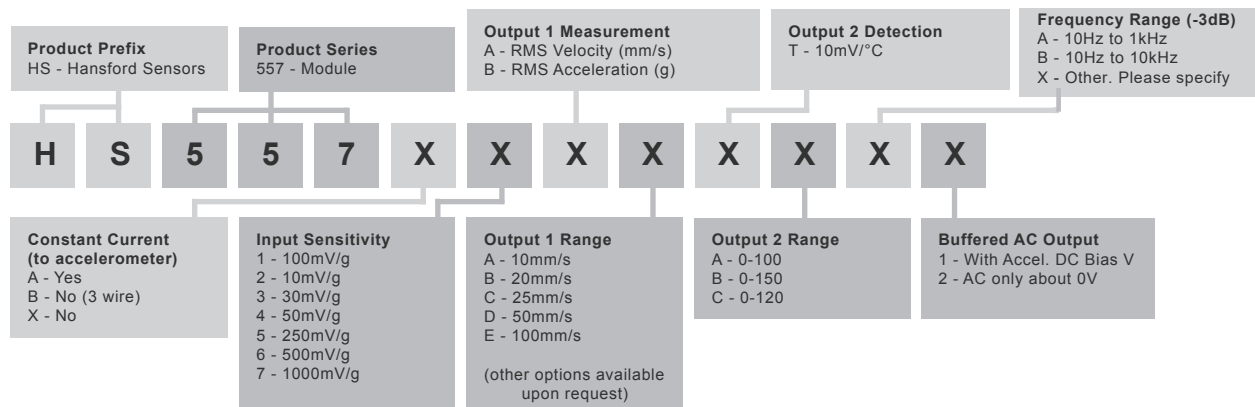 Product Prefix
HS - Hansford Sensors
Product Series
557 - Module
Output 1 Measurement
A - RMS Velocity (mm/s)
B - RMS Acceleration (g)
Output 2 Detection
T - 10mV/°C
Frequency Range (-3dB)
A - 10Hz to 1kHz
B - 10Hz to 10kHz
X - Other. Please specify
H S 5 5 7 X X X X X X X X
Constant Current
(to accelerometer)
A - Yes
B - No (3 wire)
X - No
Input Sensitivity
1 - 100mV/g
2 - 10mV/g
3 - 30mV/g
4 - 50mV/g
5 - 250mV/g
6 - 500mV/g
7 - 1000mV/g
Output 1 Range
A - 10mm/s
B - 20mm/s
C - 25mm/s
D - 50mm/s
E - 100mm/s
(other options available
upon request)
Output 2 Range
A - 0-100
B - 0-150
C - 0-120
Buffered AC Output
1 - With Accel. DC Bias V
2 - AC only about 0V